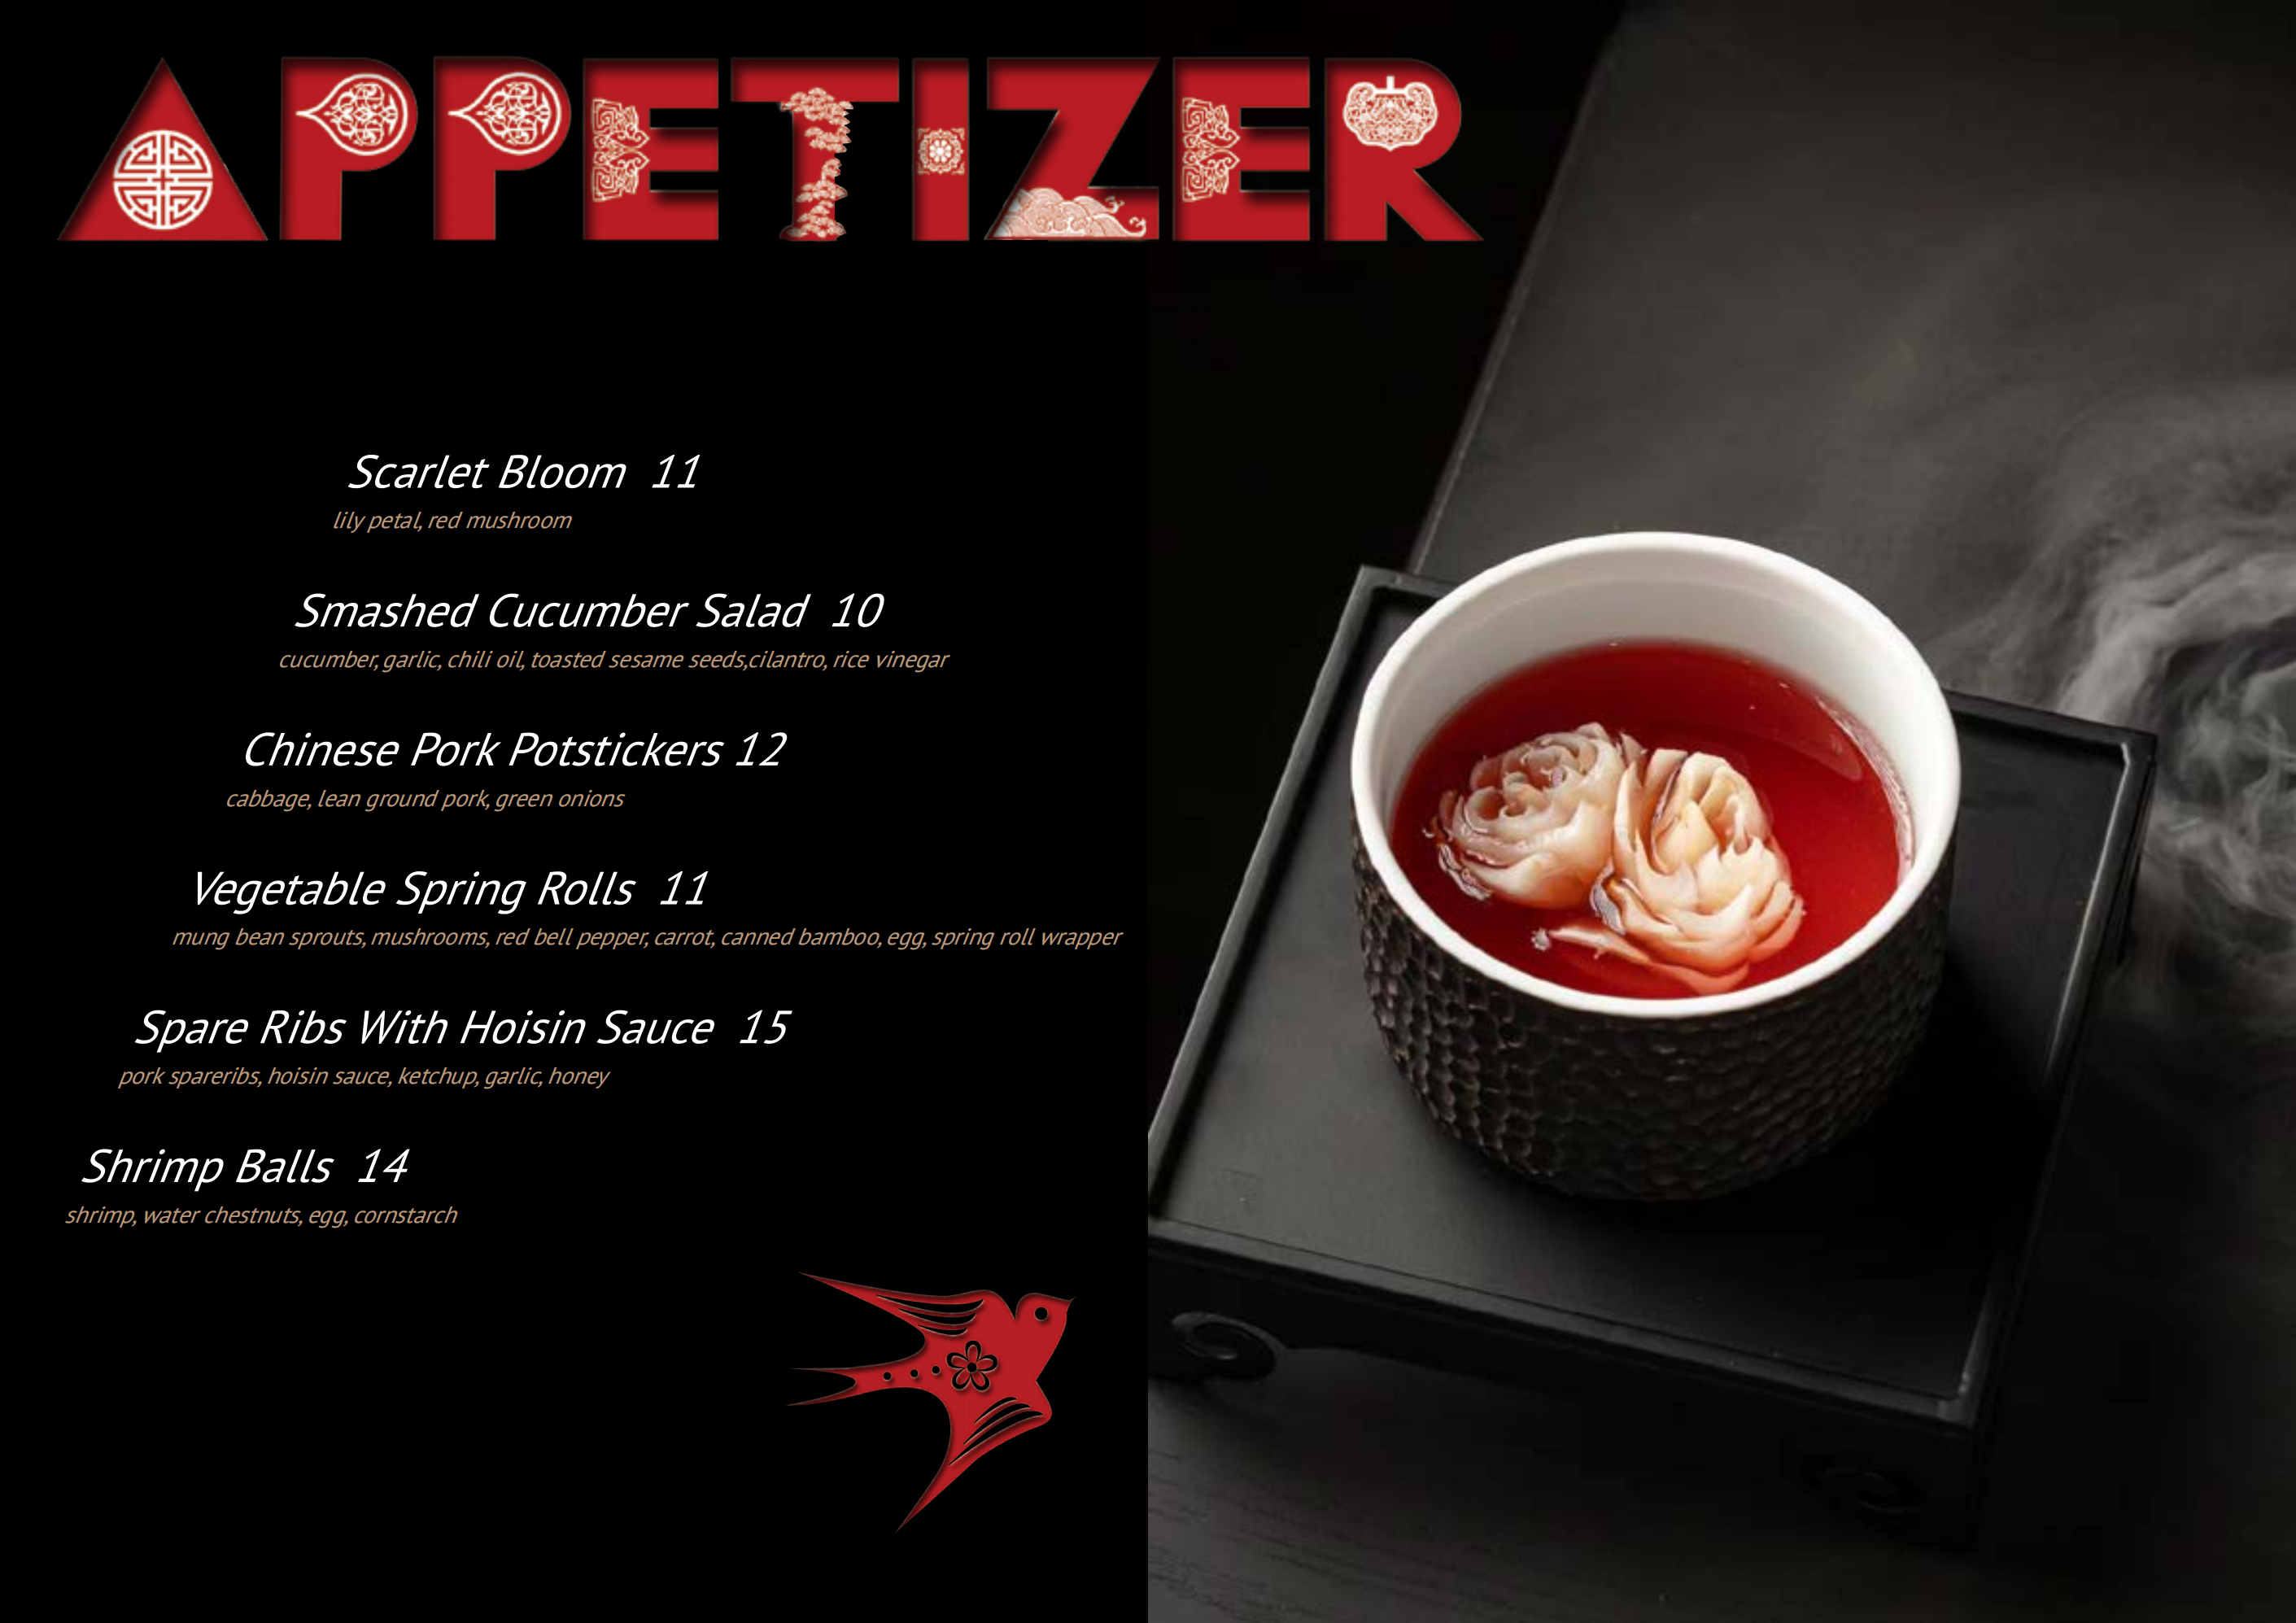 APPETIZER
Scarlet Bloom 11
lily petal, red mushroom
Smashed Cucumber Salad 10
cucumber, garlic, chili oil, toasted sesame seeds,cilantro, rice vinegar
Chinese Pork Potstickers 12
cabbage, lean ground pork, green onions
Vegetable Spring Rolls 11
mung bean sprouts, mushrooms, red bell pepper, carrot, canned bamboo, egg, spring roll wrapper
Spare Ribs With Hoisin Sauce 15
pork spareribs, hoisin sauce, ketchup, garlic, honey
Shrimp Balls 14
shrimp, water chestnuts, egg, cornstarch